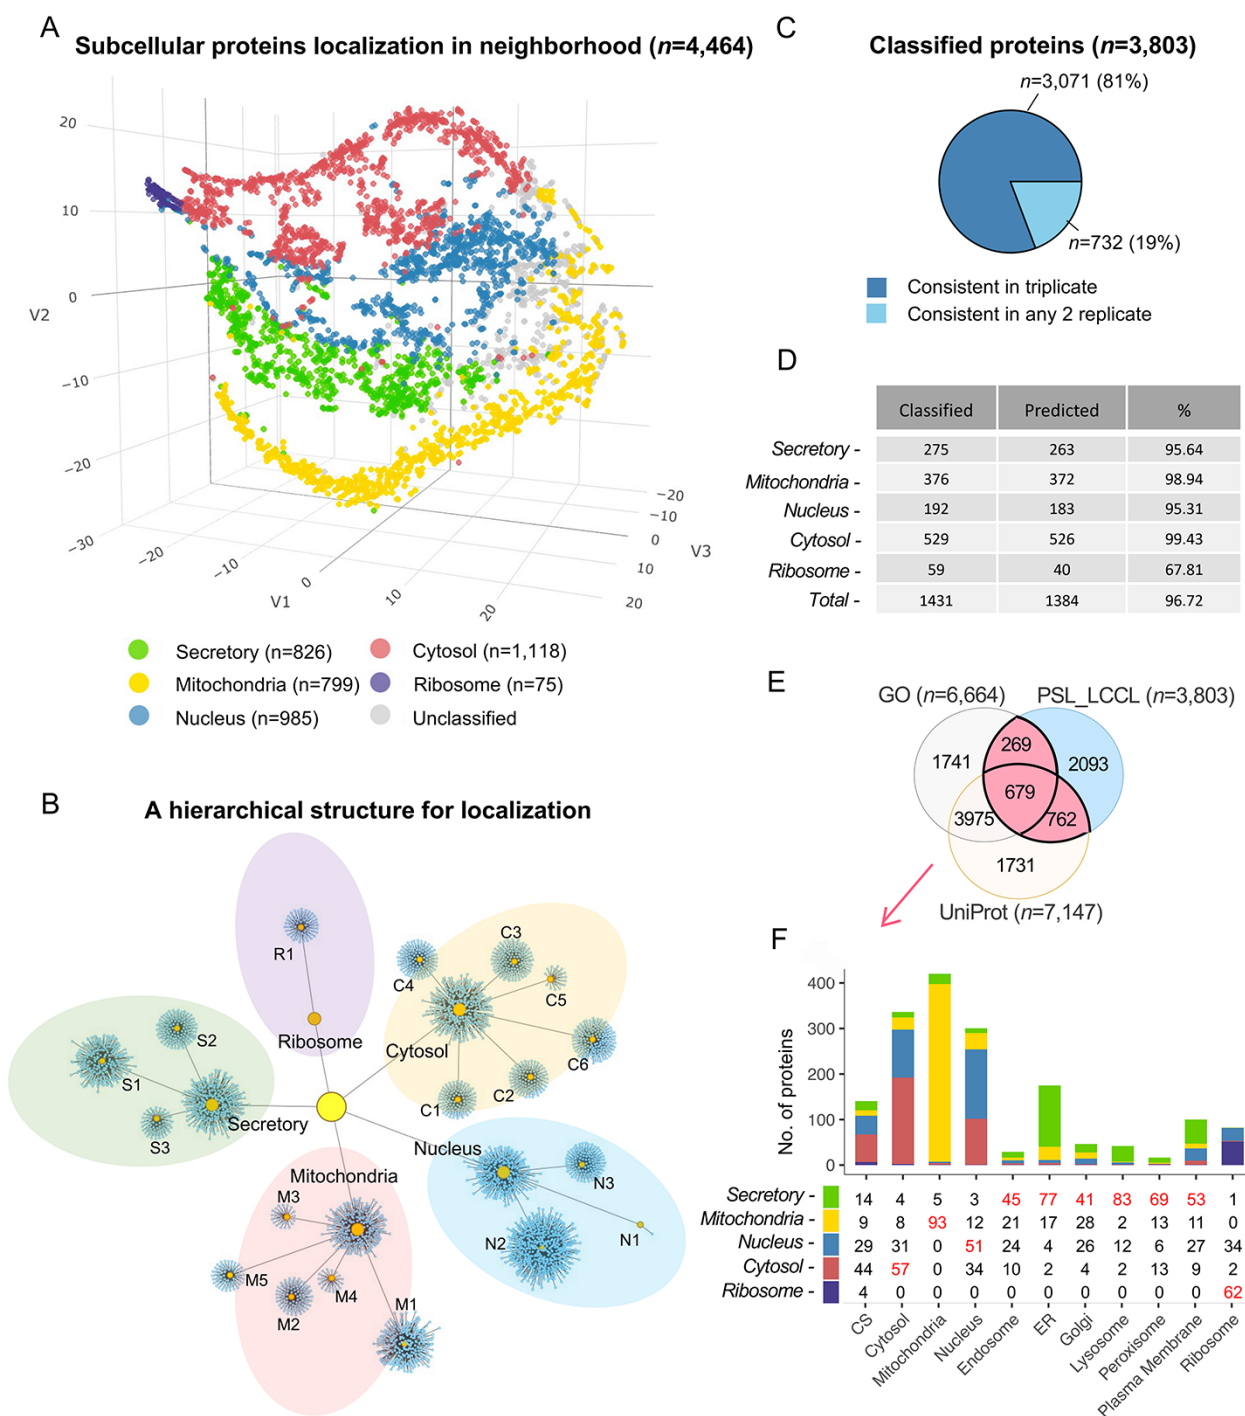 A
Subcellular proteins localization in neighborhood (n=4,464)
20
10
0
V2
−10
−20
−30
−20
−10
0
V1
10
20
−20
−10
0
V3
10
20
Secretory (n=826)
Cytosol (n=1,118)
Mitochondria (n=799)
Ribosome (n=75)
Nucleus (n=985)
Unclassified
B
A hierarchical structure for localization
R1
Ribosome
C3
C4
C5
Cytosol
C6
C2
C1
S2
S1
S3
Secretory
Nucleus
N3
N2
N1
Mitochondria
M3
M5
M4
M2
M1
C
Classified proteins (n=3,803)
n=3,071 (81%)
n=732 (19%)
Consistent in triplicate
Consistent in any 2 replicate
D
Classified Predicted %
Secretory - 275 263 95.64
Mitochondria - 376 372 98.94
Nucleus - 192 183 95.31
Cytosol - 529 526 99.43
Ribosome - 59 40 67.81
Total - 1431 1384 96.72
E
GO (n=6,664) PSL_LCCL (n=3,803)
269
1741 2093
679
3975 762
1731
UniProt (n=7,147)
F
No. of proteins
400
300
200
100
0
Secretory - 14 4 5 3 45 77 41 83 69 53 1
Mitochondria - 9 8 93 12 21 17 28 2 13 11 0
Nucleus - 29 31 0 51 24 4 26 12 6 27 34
Cytosol - 44 57 0 34 10 2 4 2 13 9 2
Ribosome - 4 0 0 0 0 0 0 0 0 0 62
CS
Cytosol
Mitochondria
Nucleus
Endosome
ER
Golgi
Lysosome
Peroxisome
Plasma Membrane
Ribosome